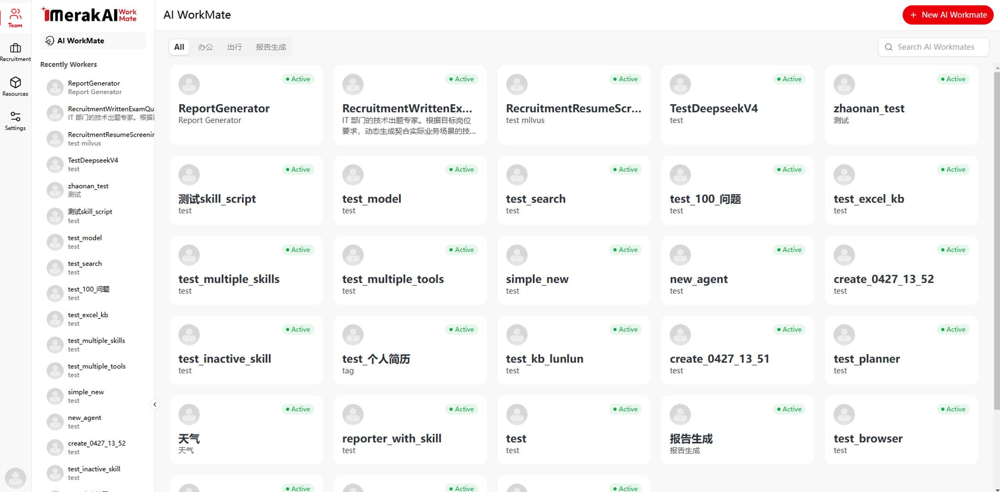 Team
Recruitment
Resources
Settings
MerakAI Work Mate
AI WorkMate
Recently Workers
ReportGenerator
Report Generator
RecruitmentWrittenExamQu
IT 部门的技术出题专家。根据
RecruitmentResumeScreenin
test milvus
TestDeepseekV4
test
zhaonan_test
测试
测试skill_script
test
test_model
test
test_search
test
test_100_问题
test
test_excel_kb
test
test_multiple_skills
test
test_multiple_tools
test
simple_new
test
new_agent
test
create_0427_13_52
test
test_inactive_skill
test
AI WorkMate
+ New AI Workmate
All 办公 出行 报告生成
Search AI Workmates
Active
ReportGenerator
Report Generator
Active
RecruitmentWrittenEx...
IT 部门的技术出题专家。根据目标岗位
要求，动态生成契合实际业务场景的技...
Active
RecruitmentResumeScr...
test milvus
Active
TestDeepseekV4
test
Active
zhaonan_test
测试
Active
测试skill_script
test
Active
test_model
test
Active
test_search
test
Active
test_100_问题
test
Active
test_excel_kb
test
Active
test_multiple_skills
test
Active
test_multiple_tools
test
Active
simple_new
test
Active
new_agent
test
Active
create_0427_13_52
test
Active
test_inactive_skill
test
Active
test_个人简历
tag
Active
test_kb_lunlun
test
Active
create_0427_13_51
test
Active
test_planner
test
Active
天气
天气
Active
reporter_with_skill
test
Active
test
test
Active
报告生成
报告生成
Active
test_browser
test
Active
Active
Active